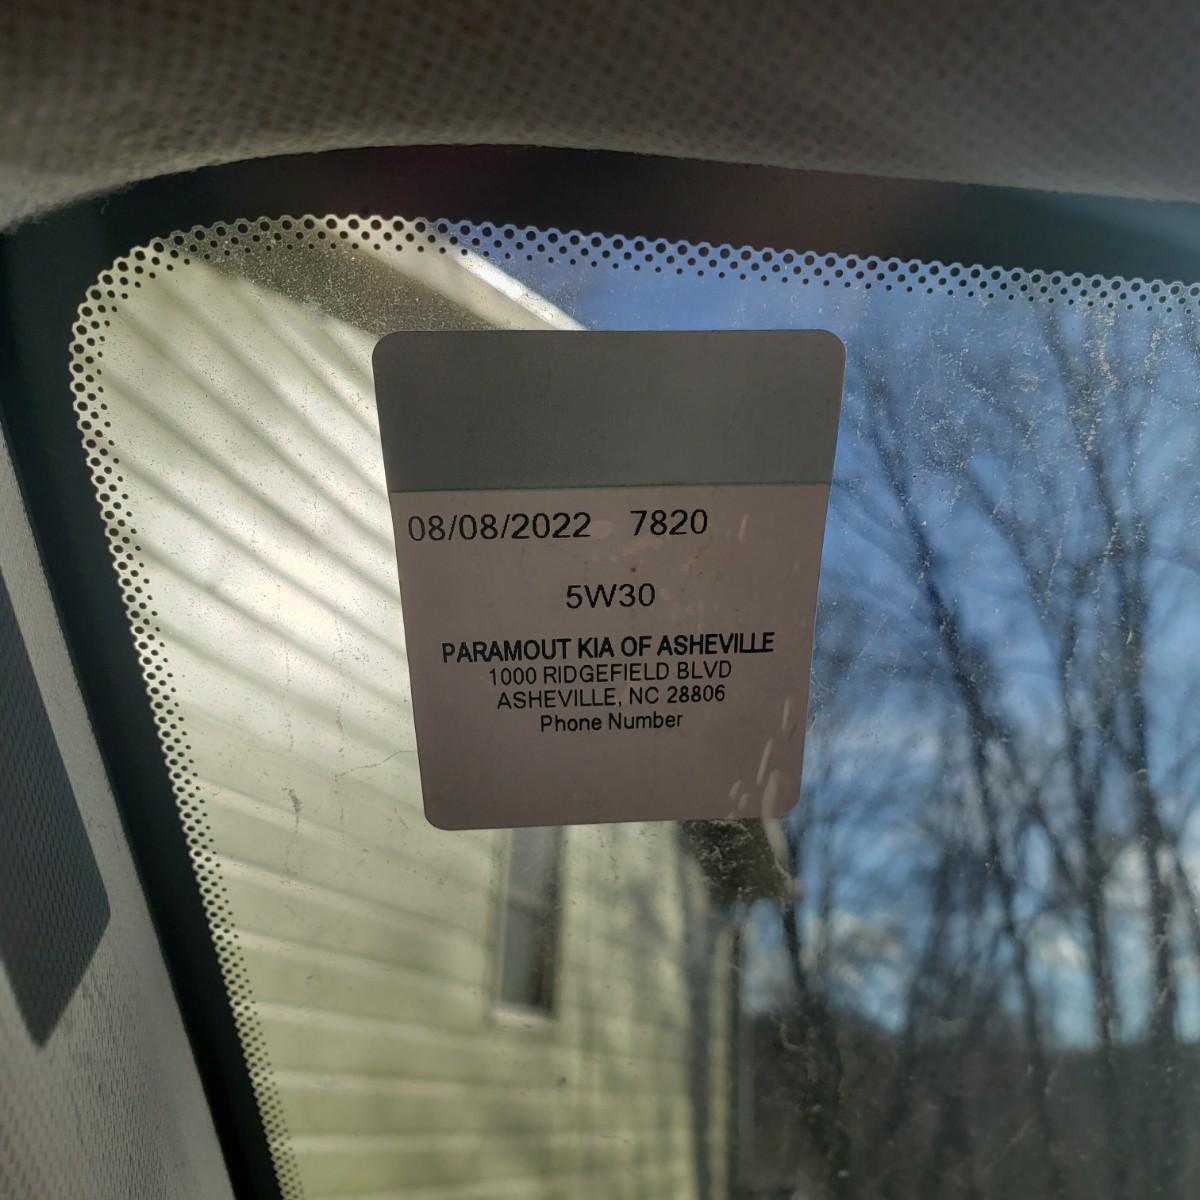 08/08/2022 7820
5W30
PARAMOUT KIA OF ASHEVILLE
1000 RIDGEFIELD BLVD
ASHEVILLE, NC 28806
Phone Number